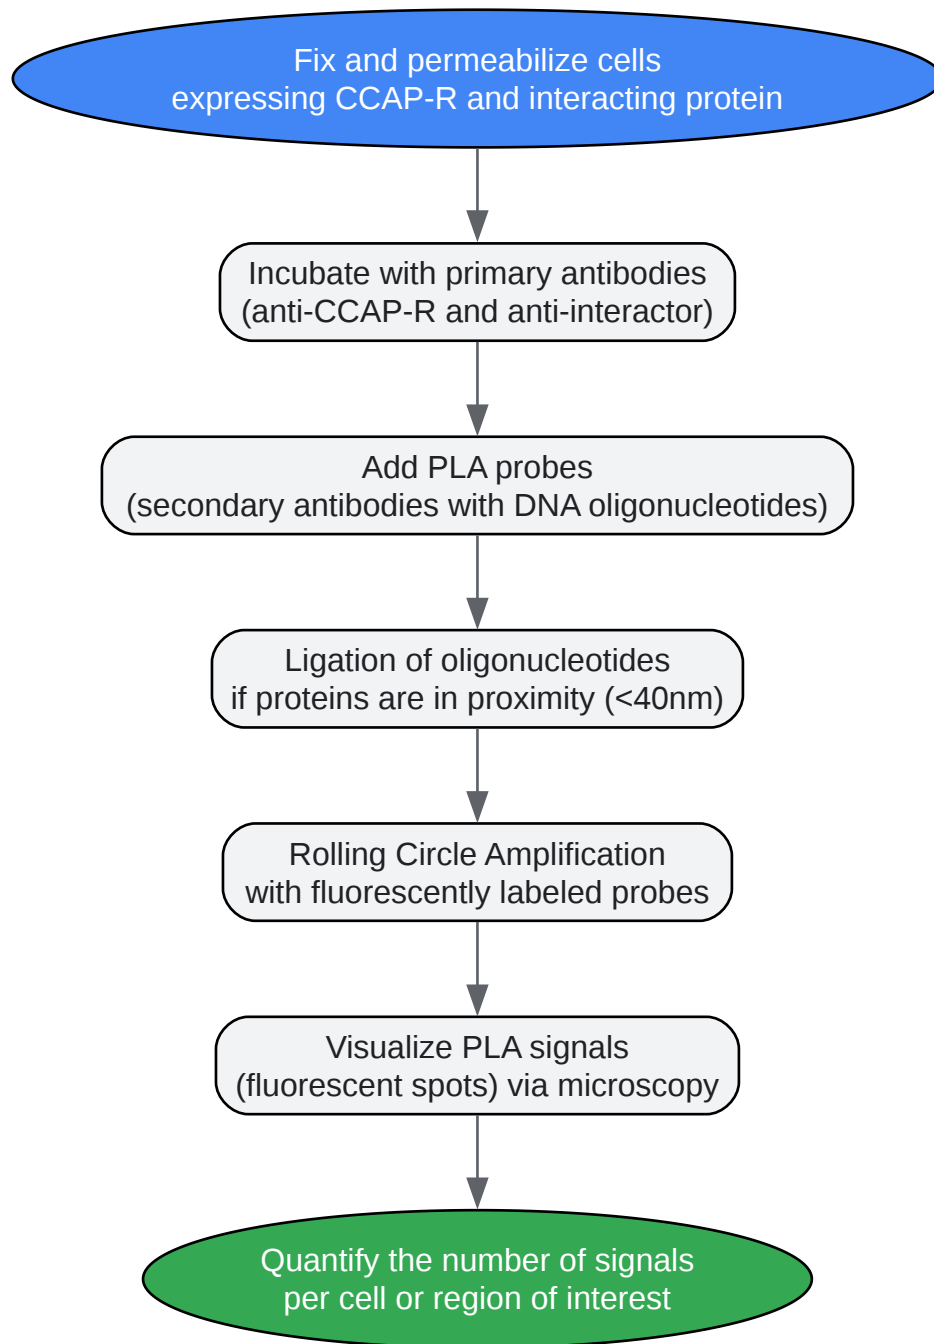 Fix and permeabilize cells
expressing CCAP-R and interacting protein
Incubate with primary antibodies
(anti-CCAP-R and anti-interactor)
Add PLA probes
(secondary antibodies with DNA oligonucleotides)
Ligation of oligonucleotides
if proteins are in proximity (<40nm)
Rolling Circle Amplification
with fluorescently labeled probes
Visualize PLA signals
(fluorescent spots) via microscopy
Quantify the number of signals
per cell or region of interest